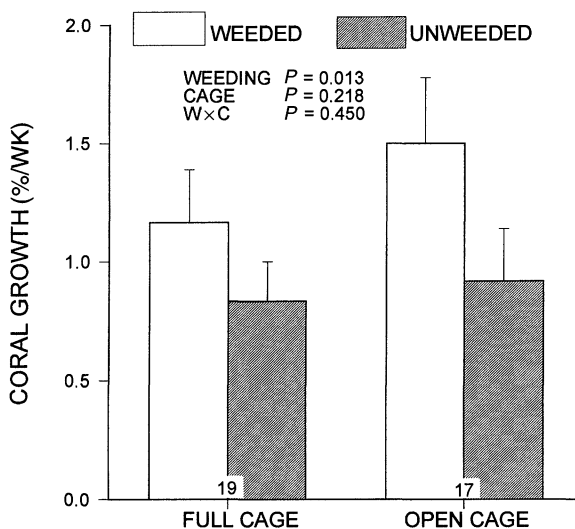 WEEDED UNWEEDED
WEEDING P = 0.013
CAGE P = 0.218
W×C P = 0.450
CORAL GROWTH (%/WK)
2.0
1.5
1.0
0.5
0.0
19 17
FULL CAGE OPEN CAGE